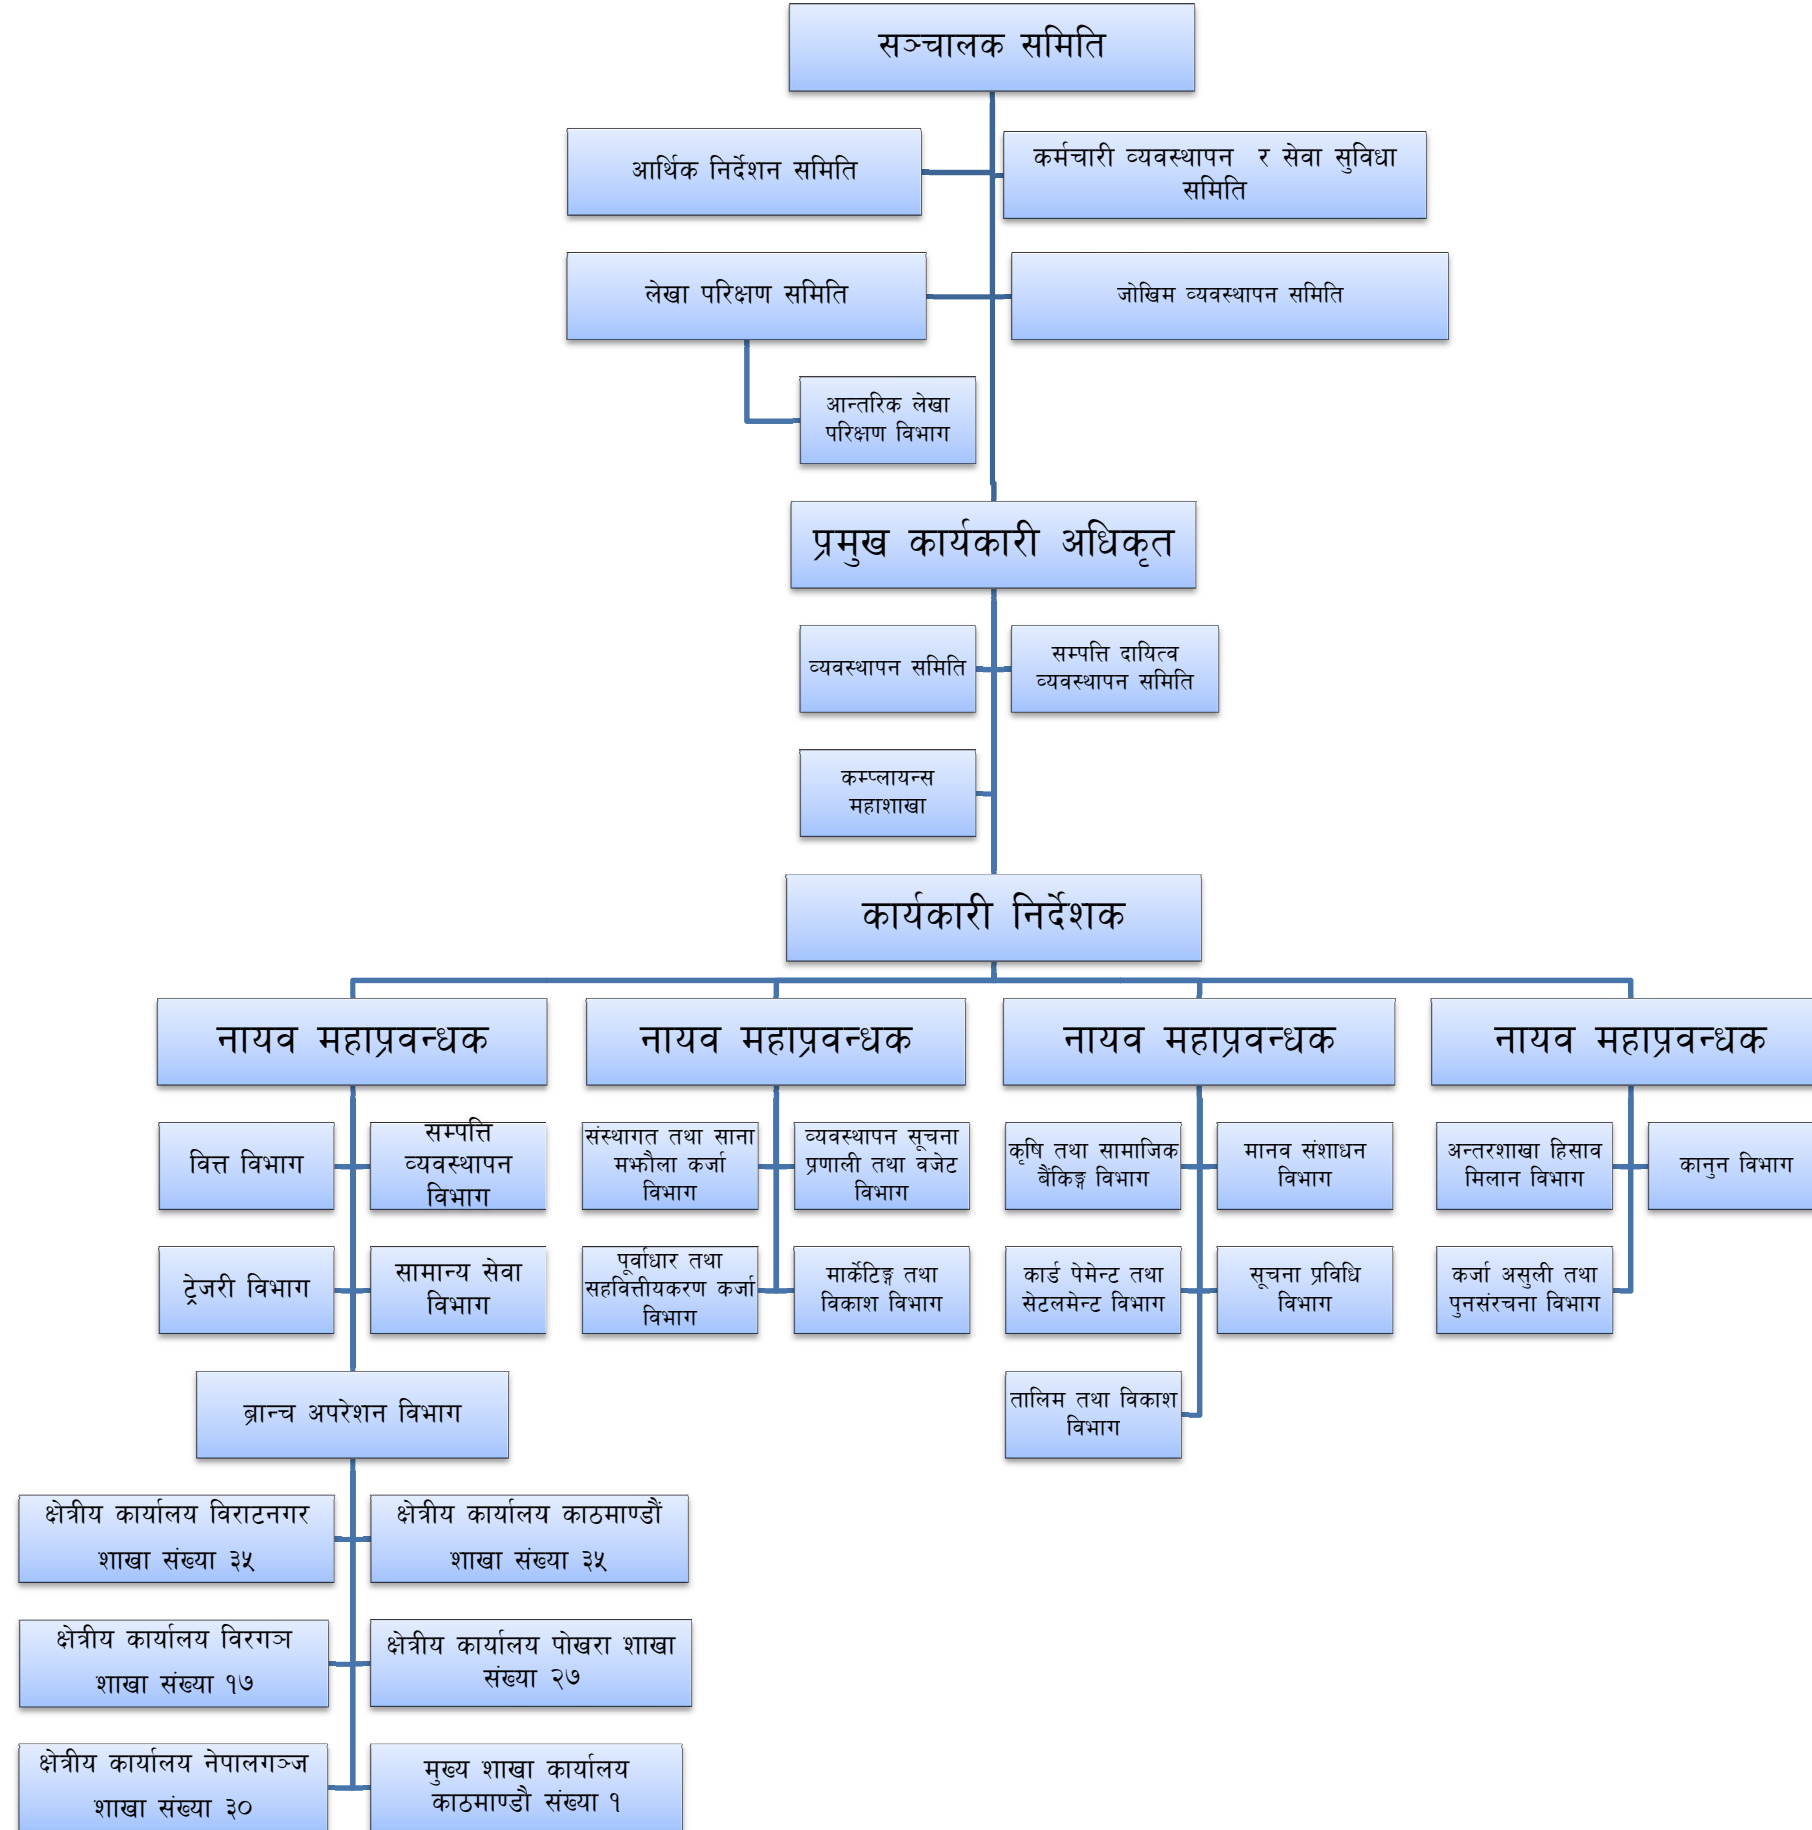 सञ्चालक समिति
आर्थिक निर्देशन समिति
कर्मचारी व्यवस्थापन र सेवा सुविधा
समिति
लेखा परिक्षण समिति
जोखिम व्यवस्थापन समिति
आन्तरिक लेखा
परिक्षण विभाग
प्रमुख कार्यकारी अधिकृत
व्यवस्थापन समिति
सम्पत्ति दायित्व
व्यवस्थापन समिति
कम्प्लायन्स
महाशाखा
कार्यकारी निर्देशक
नायव महाप्रवन्धक
नायव महाप्रवन्धक
नायव महाप्रवन्धक
नायव महाप्रवन्धक
वित्त विभाग
सम्पत्ति
व्यवस्थापन
विभाग
संस्थागत तथा साना
मझौला कर्जा
विभाग
व्यवस्थापन सूचना
प्रणाली तथा वजेट
विभाग
कृषि तथा सामाजिक
बैंकिङ्ग विभाग
मानव संशाधन
विभाग
अन्तरशाखा हिसाव
मिलान विभाग
कानुन विभाग
ट्रेजरी विभाग
सामान्य सेवा
विभाग
पूर्वाधार तथा
सहवित्तीयकरण कर्जा
विभाग
मार्केटिङ्ग तथा
विकाश विभाग
कार्ड पेमेन्ट तथा
सेटलमेन्ट विभाग
सूचना प्रविधि
विभाग
कर्जा असुली तथा
पुनसंरचना विभाग
ब्रान्च अपरेशन विभाग
तालिम तथा विकाश
विभाग
क्षेत्रीय कार्यालय विराटनगर
शाखा संख्या ३५
क्षेत्रीय कार्यालय काठमाण्डौं
शाखा संख्या ३५
क्षेत्रीय कार्यालय विरगञ
शाखा संख्या १७
क्षेत्रीय कार्यालय पोखरा शाखा
संख्या २७
क्षेत्रीय कार्यालय नेपालगञ्ज
शाखा संख्या ३०
मुख्य शाखा कार्यालय
काठमाण्डौ संख्या १